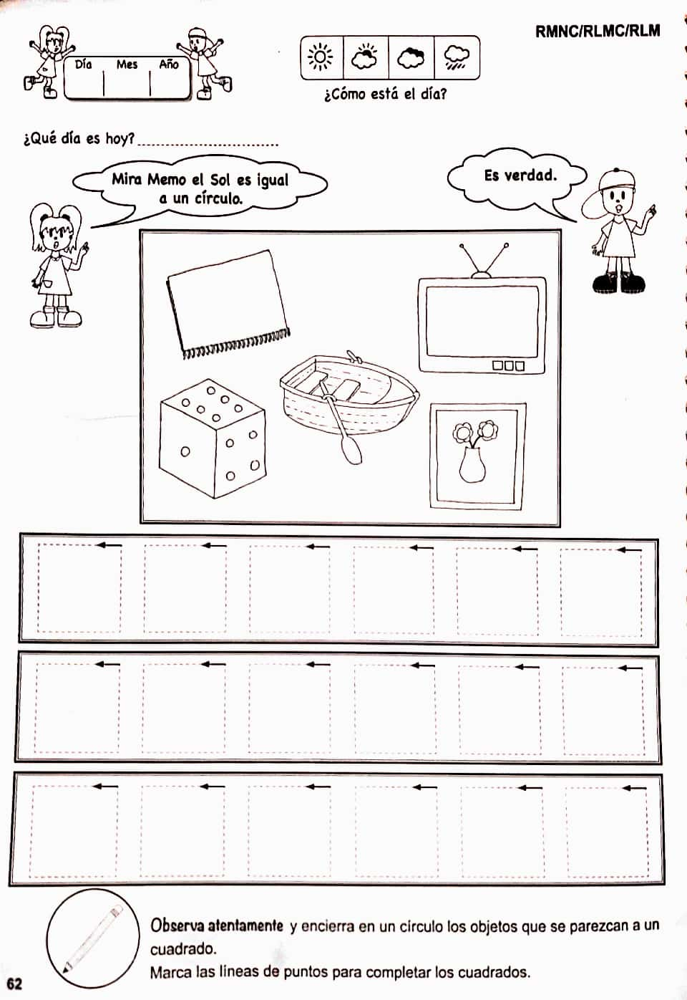 RMNC/RLMC/RLM
Día Mes Año
¿Cómo está el día?
¿Qué día es hoy?
Mira Memo el Sol es igual
a un círculo.
Es verdad.
Observa atentamente y encierra en un círculo los objetos que se parezcan a un
cuadrado.
Marca las líneas de puntos para completar los cuadrados.
62